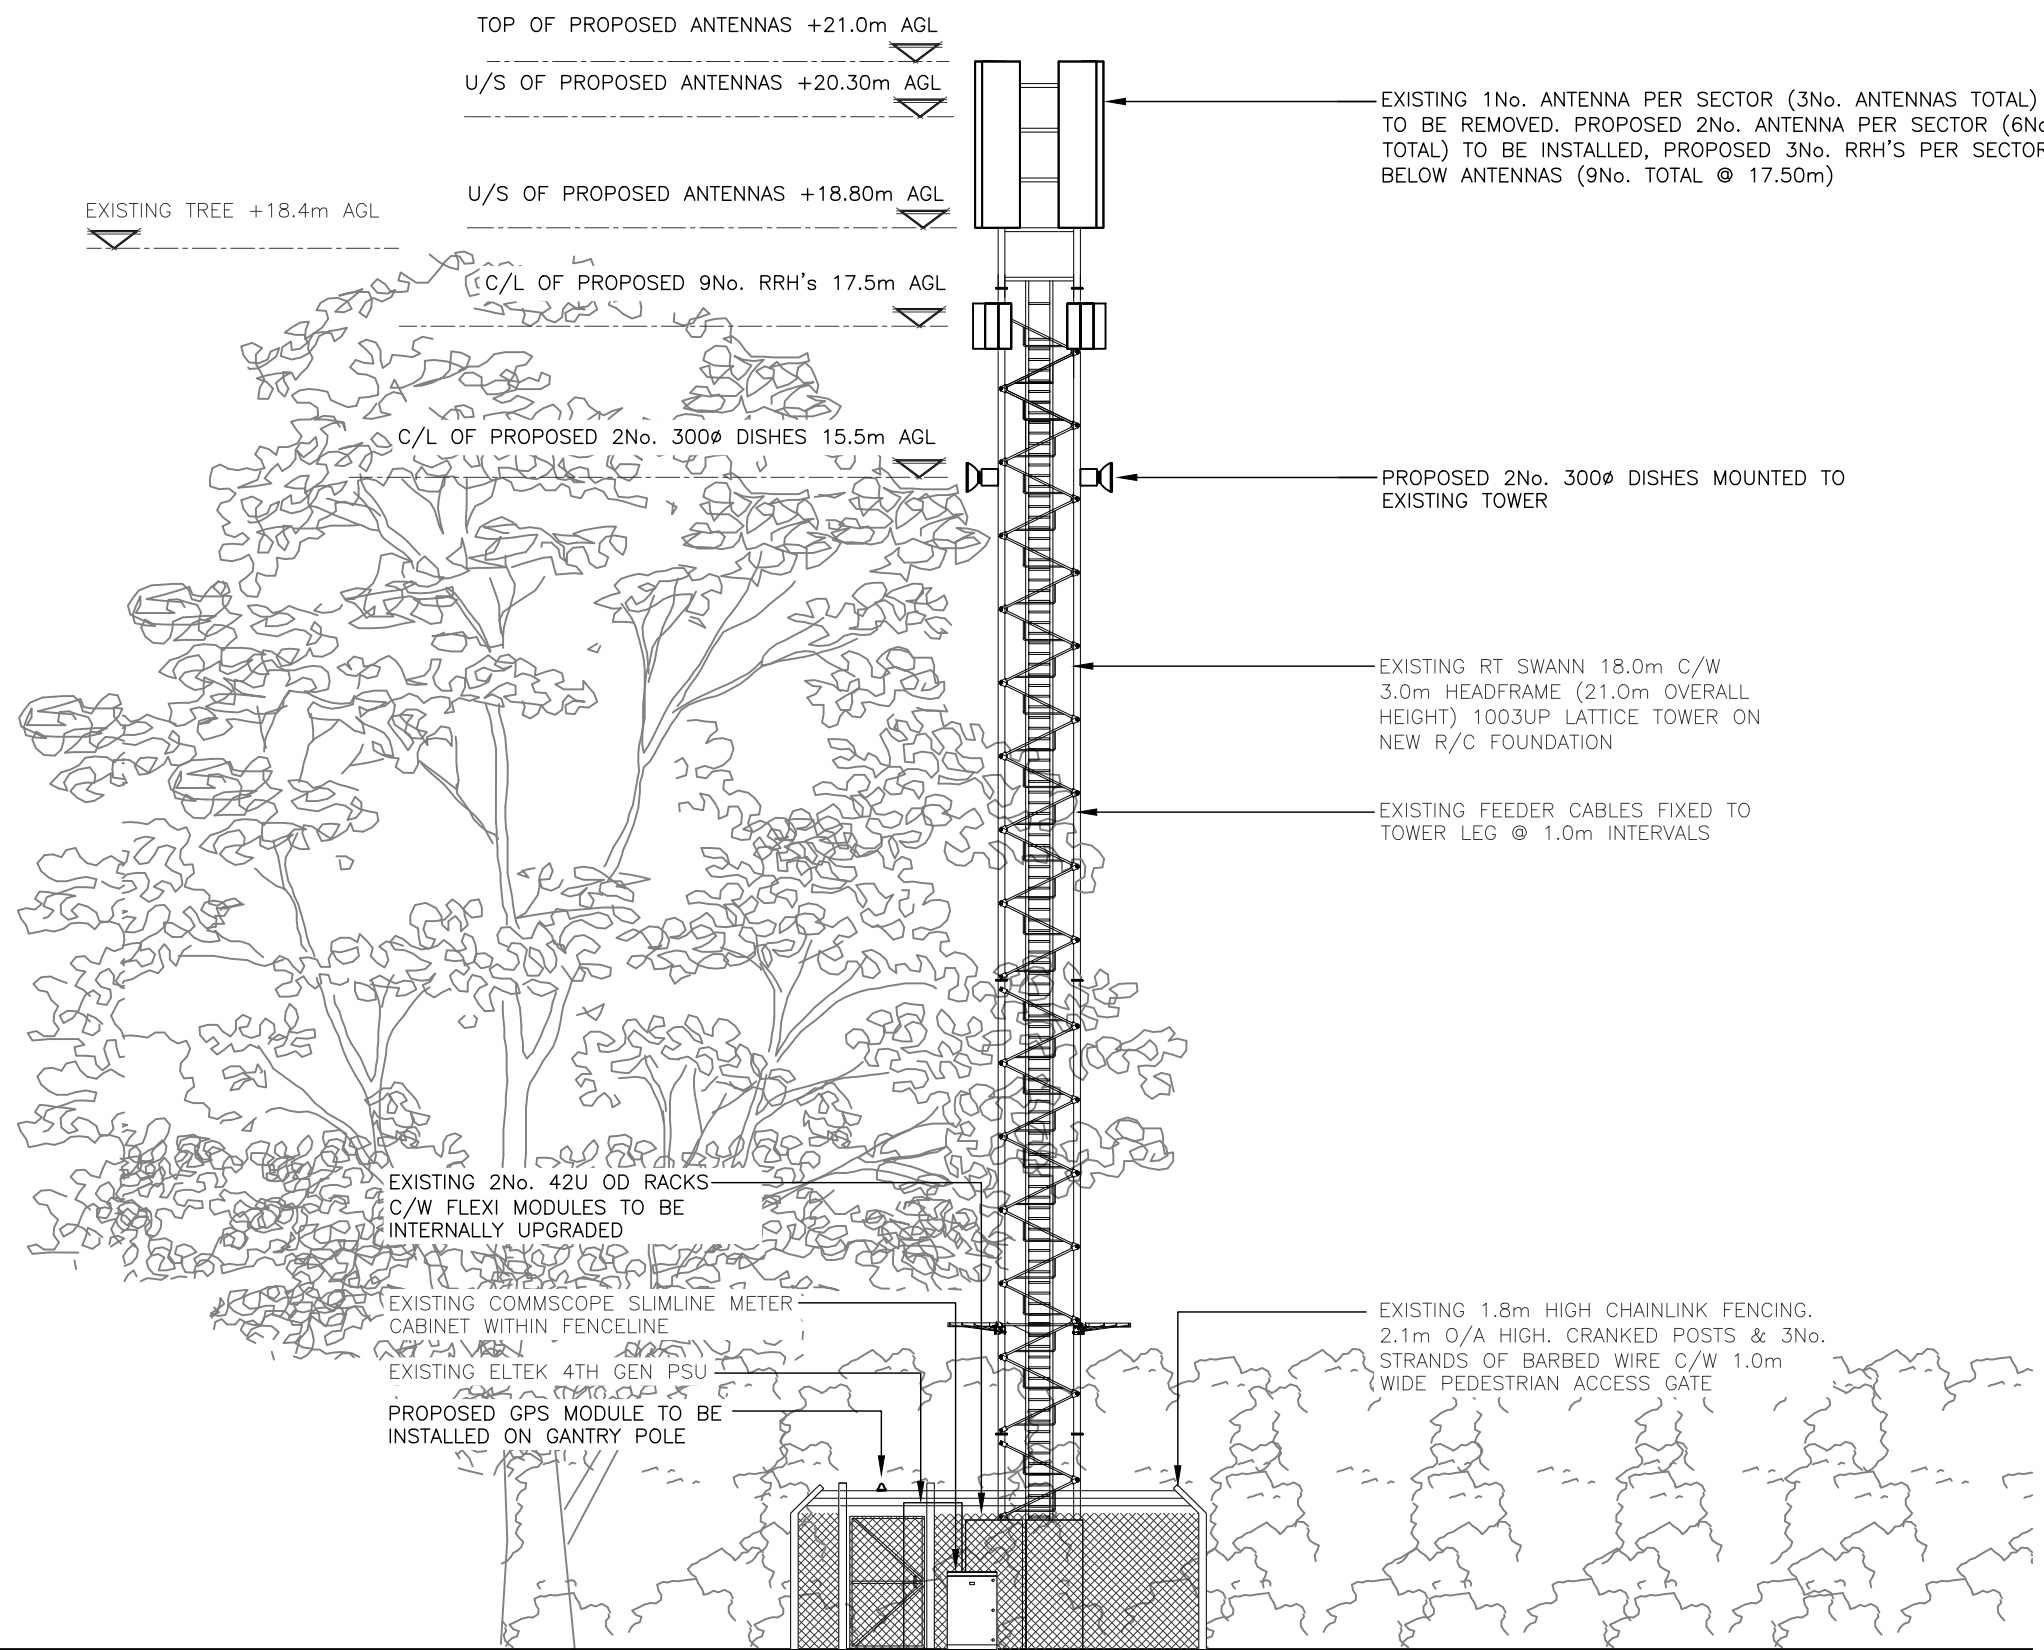 TOP OF PROPOSED ANTENNAS +21.0m AGL
U/S OF PROPOSED ANTENNAS +20.30m AGL
EXISTING 1No. ANTENNA PER SECTOR (3No. ANTENNAS TOTAL)
TO BE REMOVED. PROPOSED 2No. ANTENNA PER SECTOR (6No
TOTAL) TO BE INSTALLED, PROPOSED 3No. RRH'S PER SECTOR
BELOW ANTENNAS (9No. TOTAL @ 17.50m)
U/S OF PROPOSED ANTENNAS +18.80m AGL
EXISTING TREE +18.4m AGL
C/L OF PROPOSED 9No. RRH's 17.5m AGL
C/L OF PROPOSED 2No. 300ø DISHES 15.5m AGL
PROPOSED 2No. 300ø DISHES MOUNTED TO
EXISTING TOWER
EXISTING RT SWANN 18.0m C/W
3.0m HEADFRAME (21.0m OVERALL
HEIGHT) 1003UP LATTICE TOWER ON
NEW R/C FOUNDATION
EXISTING FEEDER CABLES FIXED TO
TOWER LEG @ 1.0m INTERVALS
EXISTING 2No. 42U OD RACKS
C/W FLEXI MODULES TO BE
INTERNALLY UPGRADED
EXISTING COMMSCOPE SLIMLINE METER
CABINET WITHIN FENCELINE
EXISTING ELTEK 4TH GEN PSU
PROPOSED GPS MODULE TO BE
INSTALLED ON GANTRY POLE
EXISTING 1.8m HIGH CHAINLINK FENCING.
2.1m O/A HIGH. CRANKED POSTS & 3No.
STRANDS OF BARBED WIRE C/W 1.0m
WIDE PEDESTRIAN ACCESS GATE